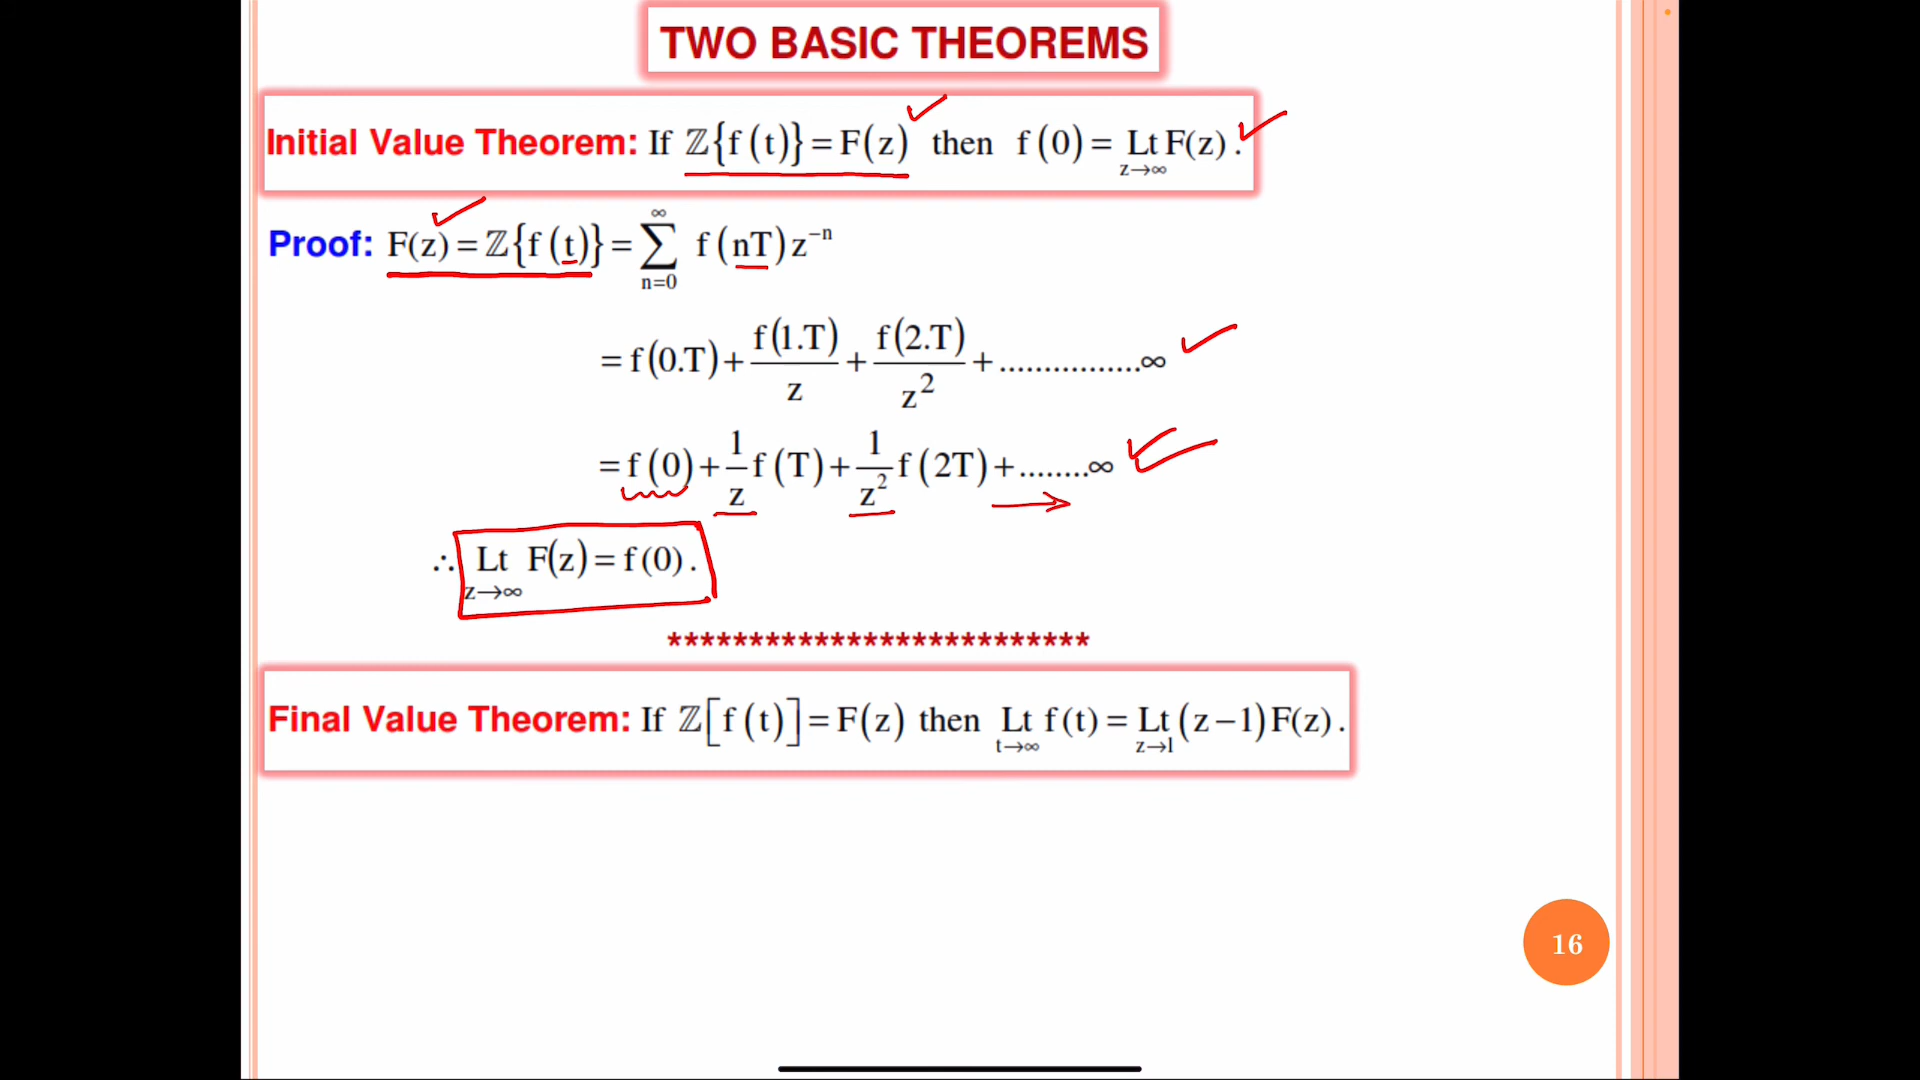 TWO BASIC THEOREMS
Initial Value Theorem: If ℤ{f(t)} = F(z) then f(0) = Lt z→∞ F(z).
Proof: F(z) = ℤ{f(t)} = ∑ n=0 ∞ f(nT) z⁻ⁿ
= f(0.T) + f(1.T)/z + f(2.T)/z² + ................∞
= f(0) + 1/z f(T) + 1/z² f(2T) + ........∞
∴ Lt z→∞ F(z) = f(0).
**************************
Final Value Theorem: If ℤ[f(t)] = F(z) then Lt t→∞ f(t) = Lt z→1 (z−1)F(z).
16